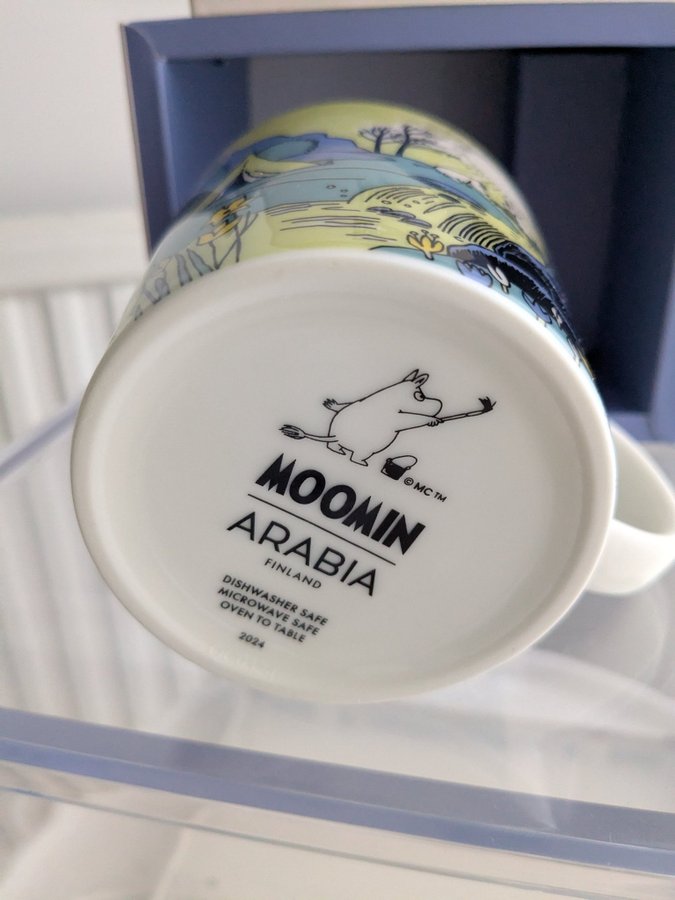 ©MC™
MOOMIN
ARABIA
FINLAND
DISHWASHER SAFE
MICROWAVE SAFE
OVEN TO TABLE
2024